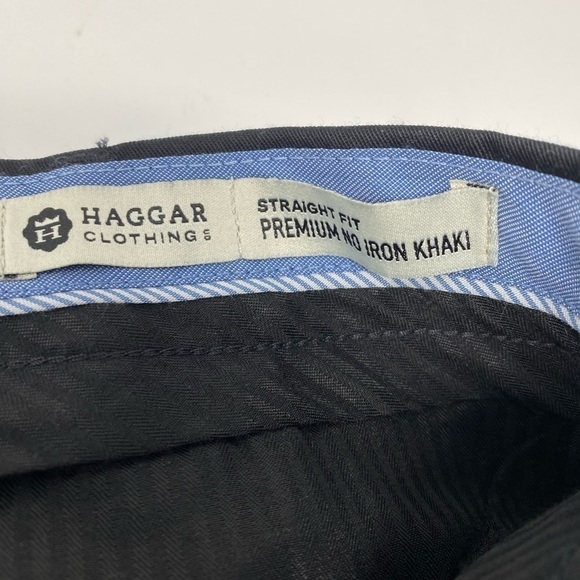 H
HAGGAR
CLOTHING CO
STRAIGHT FIT
PREMIUM NO IRON KHAKI